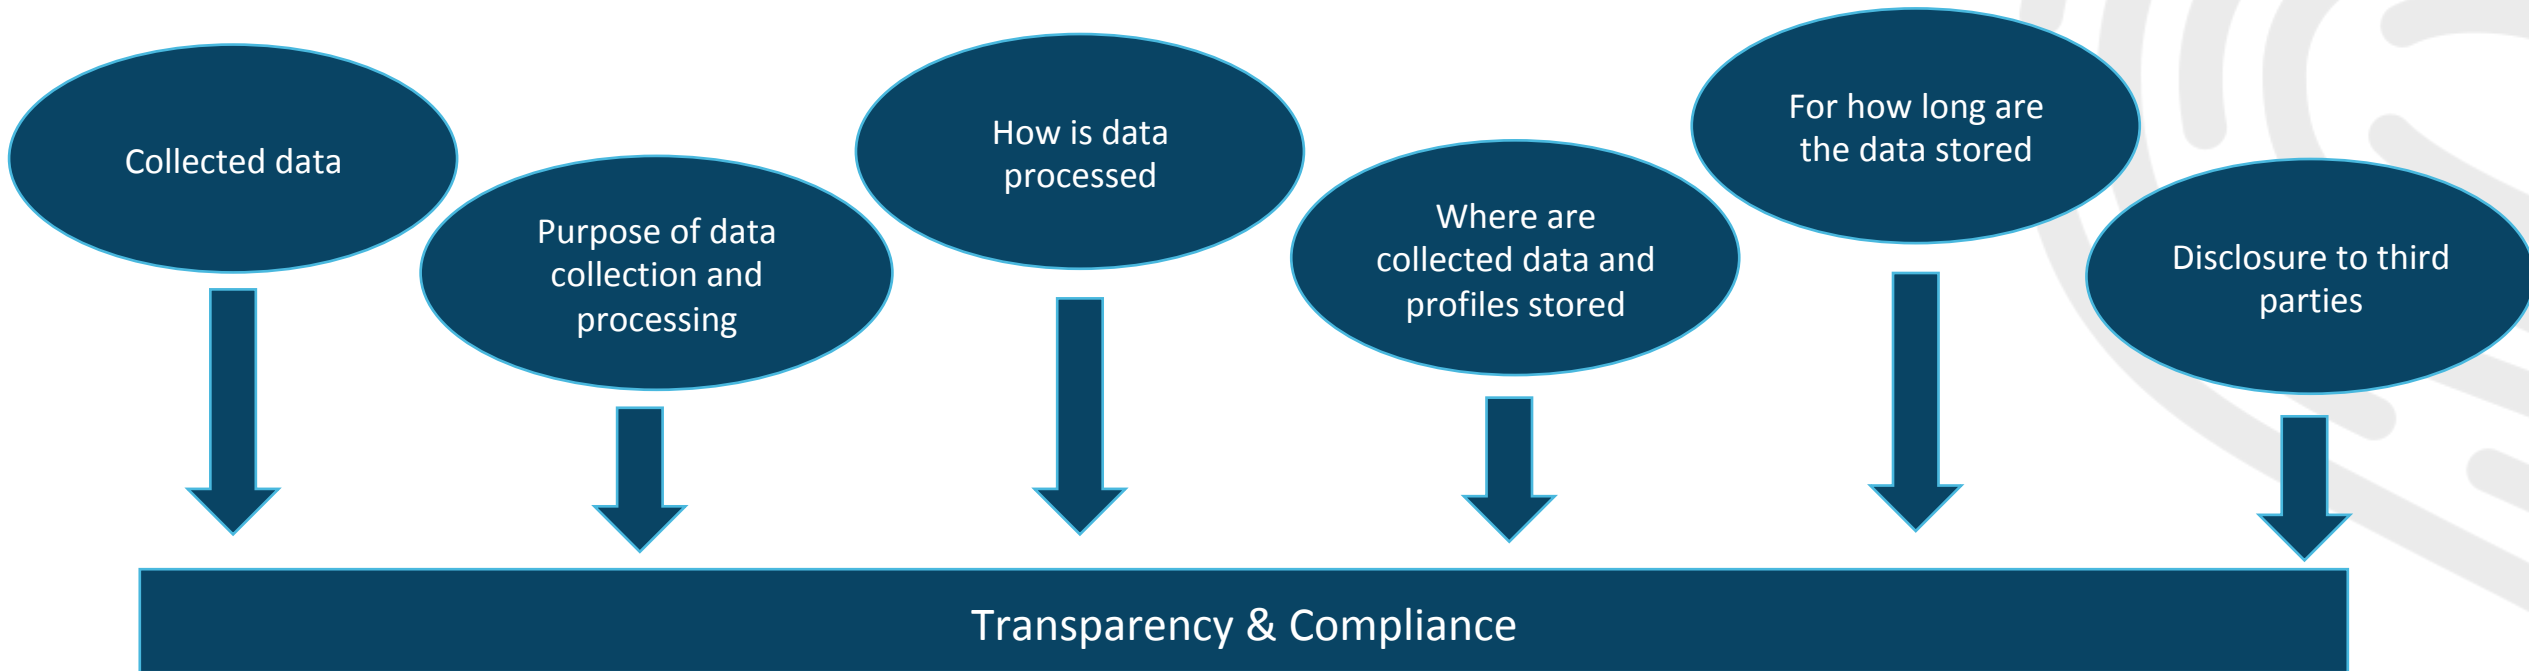 Collected data
Purpose of data
collection and
processing
How is data
processed
Where are
collected data and
profiles stored
For how long are
the data stored
Disclosure to third
parties
Transparency & Compliance